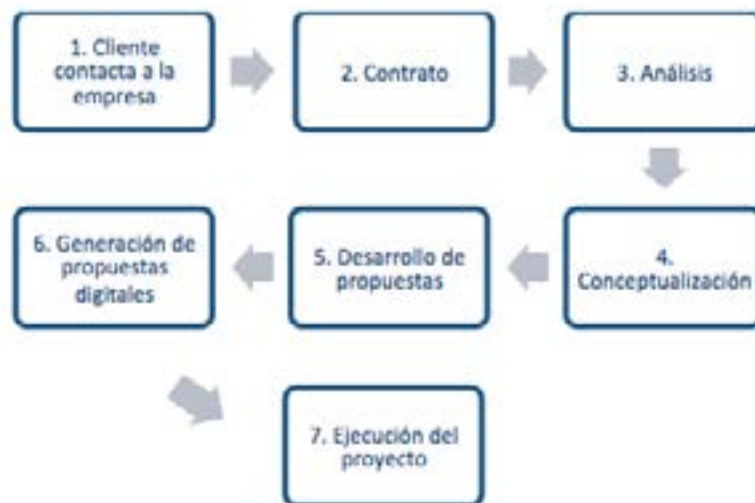 1. Cliente
contacta a la
empresa
2. Contrato
3. Análisis
4.
Conceptualización
5. Desarrollo de
propuestas
6. Generación de
propuestas
digitales
7. Ejecución del
proyecto